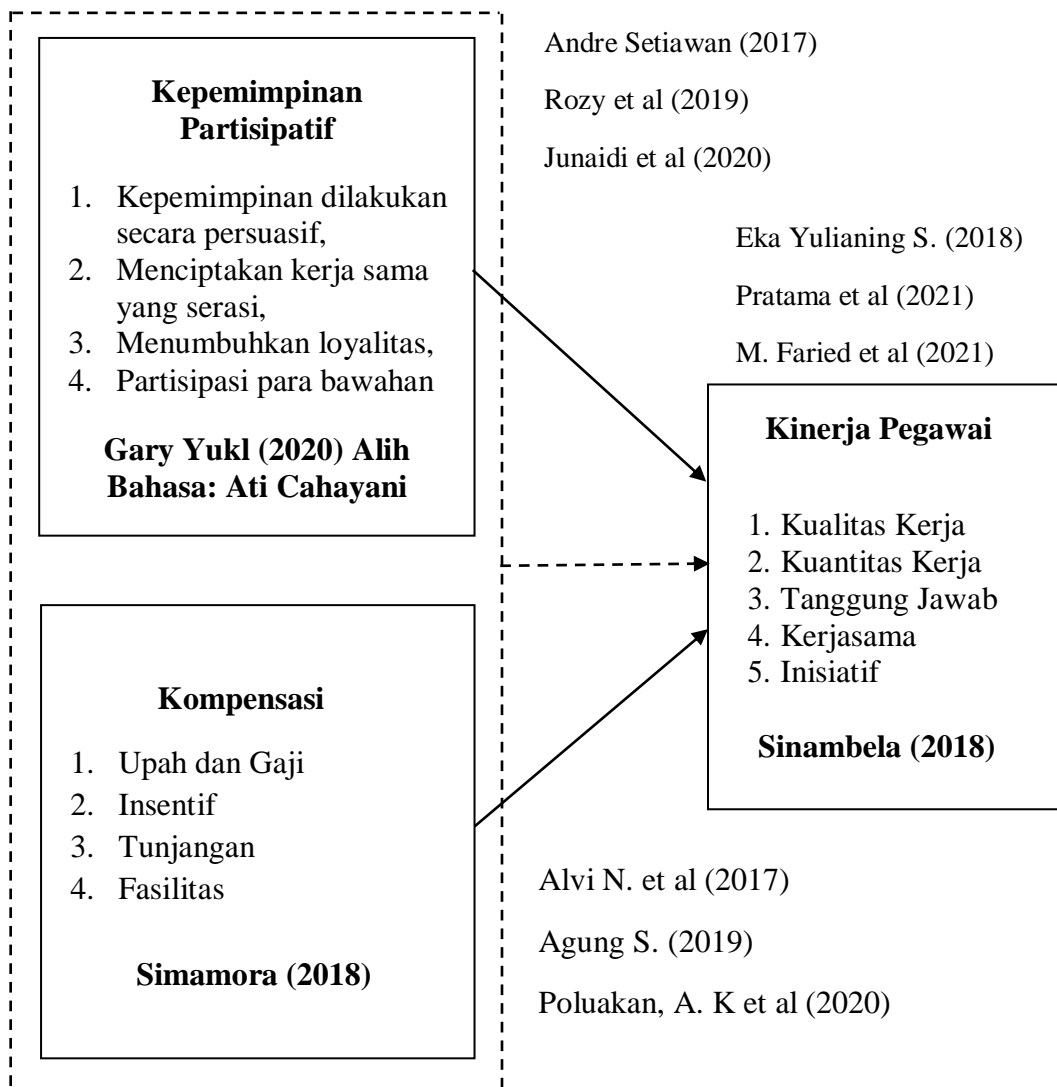 Kepemimpinan
Partisipatif
1. Kepemimpinan dilakukan
secara persuasif,
2. Menciptakan kerja sama
yang serasi,
3. Menumbuhkan loyalitas,
4. Partisipasi para bawahan
Gary Yukl (2020) Alih
Bahasa: Ati Cahayani
Andre Setiawan (2017)
Rozy et al (2019)
Junaidi et al (2020)
Eka Yulianing S. (2018)
Pratama et al (2021)
M. Faried et al (2021)
Kinerja Pegawai
1. Kualitas Kerja
2. Kuantitas Kerja
3. Tanggung Jawab
4. Kerjasama
5. Inisiatif
Sinambela (2018)
Kompensasi
1. Upah dan Gaji
2. Insentif
3. Tunjangan
4. Fasilitas
Simamora (2018)
Alvi N. et al (2017)
Agung S. (2019)
Poluakan, A. K et al (2020)